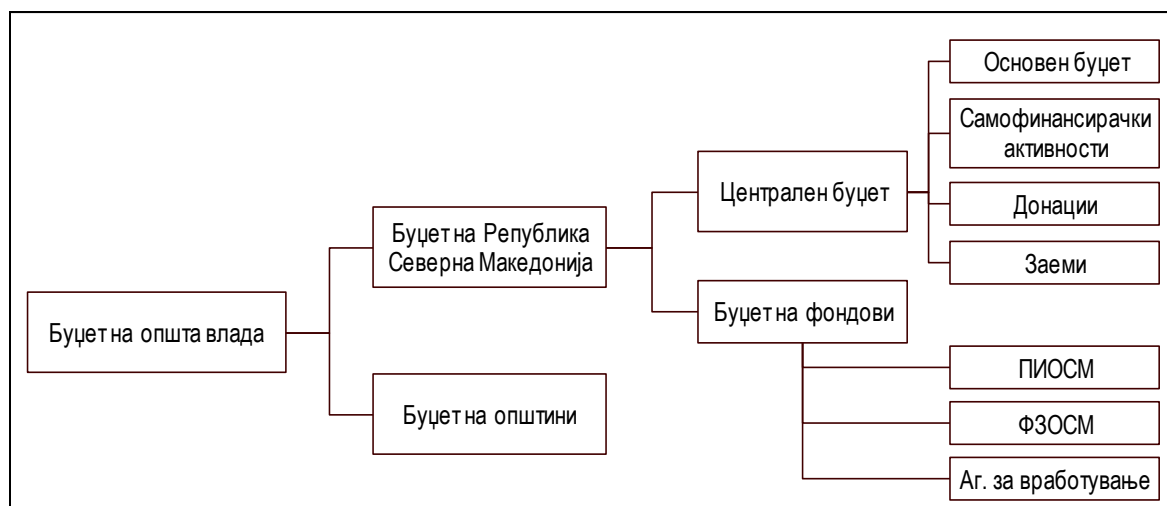 Основен буџет
Самофинансирачки
активности
Централен буџет
Донации
Буџет на Република
Северна Македонија
Заеми
Буџет на општа влада
Буџет на фондови
ПИОСМ
Буџет на општини
ФЗОСМ
Аг. за вработување